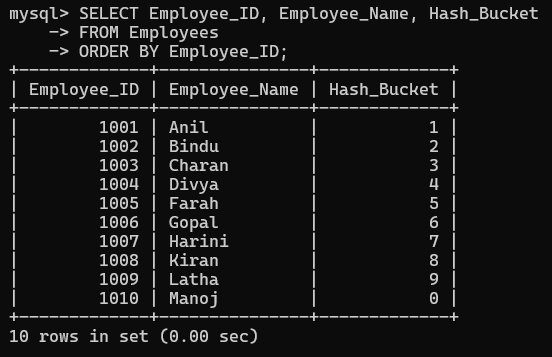 mysql> SELECT Employee_ID, Employee_Name, Hash_Bucket
    -> FROM Employees
    -> ORDER BY Employee_ID;
+-------------+---------------+-------------+
| Employee_ID | Employee_Name | Hash_Bucket |
+-------------+---------------+-------------+
|        1001 | Anil          |           1 |
|        1002 | Bindu         |           2 |
|        1003 | Charan        |           3 |
|        1004 | Divya         |           4 |
|        1005 | Farah         |           5 |
|        1006 | Gopal         |           6 |
|        1007 | Harini        |           7 |
|        1008 | Kiran         |           8 |
|        1009 | Latha         |           9 |
|        1010 | Manoj         |           0 |
+-------------+---------------+-------------+
10 rows in set (0.00 sec)